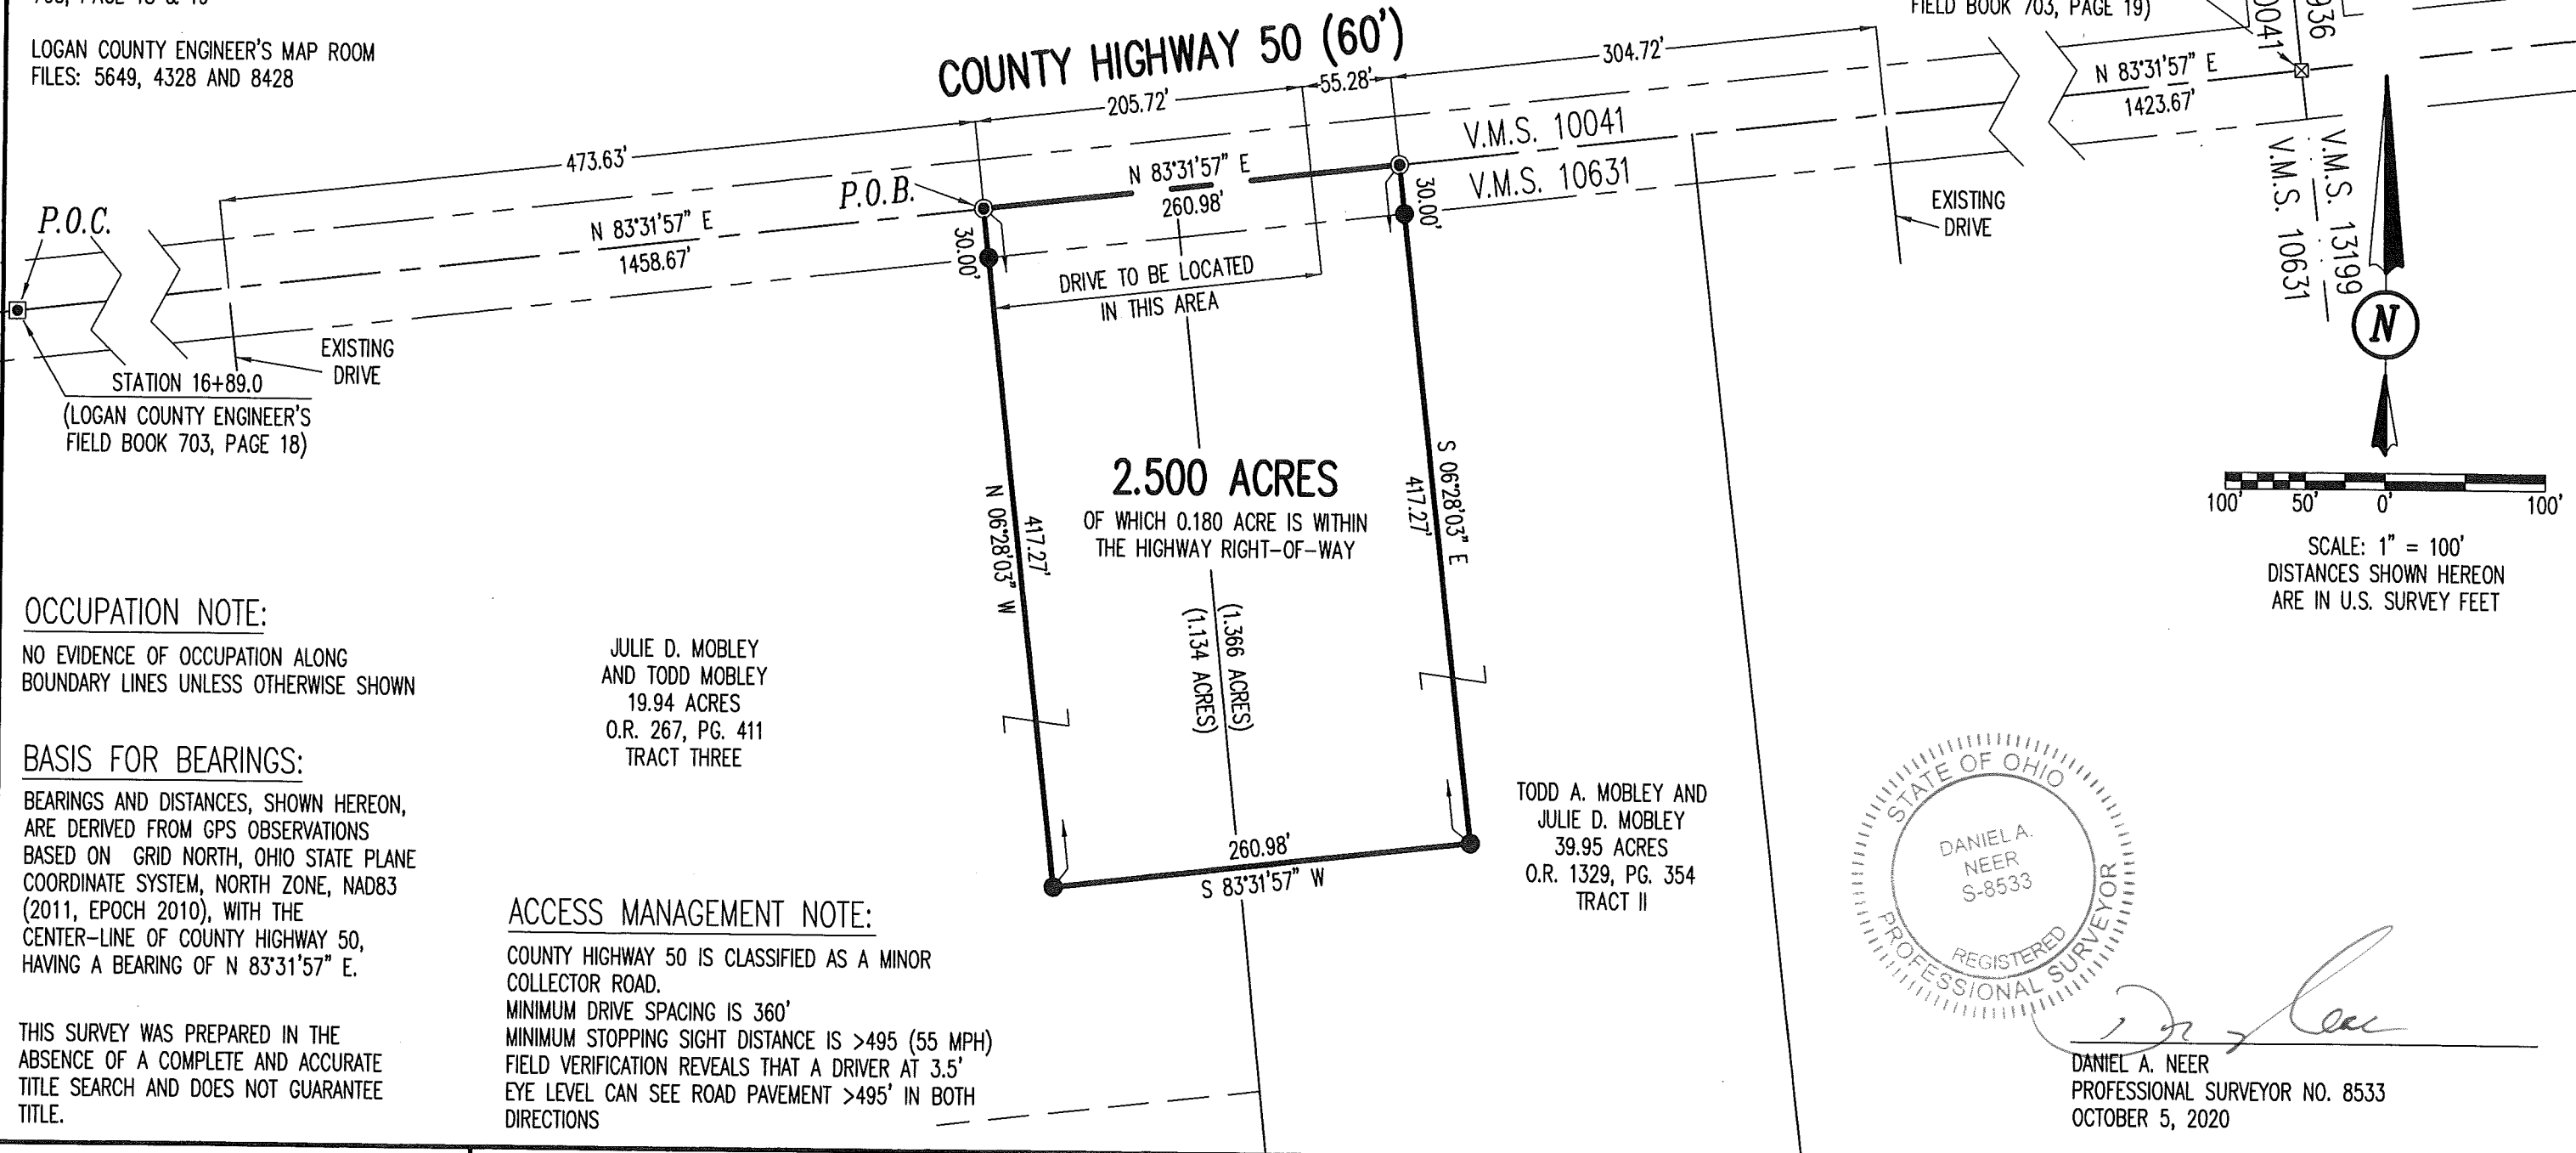 LOGAN COUNTY ENGINEER'S MAP ROOM
FILES: 5649, 4328 AND 8428
COUNTY HIGHWAY 50 (60')
FIELD BOOK 703, PAGE 19)
10041
936
473.63'
205.72'
55.28'
304.72'
N 83°31'57" E
1423.67'
V.M.S. 10041
V.M.S. 10631
V.M.S. 13199
V.M.S. 10631
P.O.C.
P.O.B.
N 83°31'57" E
1458.67'
N 83°31'57" E
260.98'
30.00'
30.00'
DRIVE TO BE LOCATED
IN THIS AREA
EXISTING
DRIVE
EXISTING
DRIVE
STATION 16+89.0
(LOGAN COUNTY ENGINEER'S
FIELD BOOK 703, PAGE 18)
N
100' 50' 0' 100'
SCALE: 1" = 100'
DISTANCES SHOWN HEREON
ARE IN U.S. SURVEY FEET
2.500 ACRES
OF WHICH 0.180 ACRE IS WITHIN
THE HIGHWAY RIGHT-OF-WAY
N 06°28'03" W
417.27'
S 06°28'03" E
417.27'
(1.366 ACRES)
(1.134 ACRES)
260.98'
S 83°31'57" W
OCCUPATION NOTE:
NO EVIDENCE OF OCCUPATION ALONG
BOUNDARY LINES UNLESS OTHERWISE SHOWN
JULIE D. MOBLEY
AND TODD MOBLEY
19.94 ACRES
O.R. 267, PG. 411
TRACT THREE
BASIS FOR BEARINGS:
BEARINGS AND DISTANCES, SHOWN HEREON,
ARE DERIVED FROM GPS OBSERVATIONS
BASED ON GRID NORTH, OHIO STATE PLANE
COORDINATE SYSTEM, NORTH ZONE, NAD83
(2011, EPOCH 2010), WITH THE
CENTER-LINE OF COUNTY HIGHWAY 50,
HAVING A BEARING OF N 83°31'57" E.
THIS SURVEY WAS PREPARED IN THE
ABSENCE OF A COMPLETE AND ACCURATE
TITLE SEARCH AND DOES NOT GUARANTEE
TITLE.
ACCESS MANAGEMENT NOTE:
COUNTY HIGHWAY 50 IS CLASSIFIED AS A MINOR
COLLECTOR ROAD.
MINIMUM DRIVE SPACING IS 360'
MINIMUM STOPPING SIGHT DISTANCE IS >495 (55 MPH)
FIELD VERIFICATION REVEALS THAT A DRIVER AT 3.5'
EYE LEVEL CAN SEE ROAD PAVEMENT >495' IN BOTH
DIRECTIONS
TODD A. MOBLEY AND
JULIE D. MOBLEY
39.95 ACRES
O.R. 1329, PG. 354
TRACT II
STATE OF OHIO
DANIEL A.
NEER
S-8533
REGISTERED
PROFESSIONAL SURVEYOR
DANIEL A. NEER
PROFESSIONAL SURVEYOR NO. 8533
OCTOBER 5, 2020